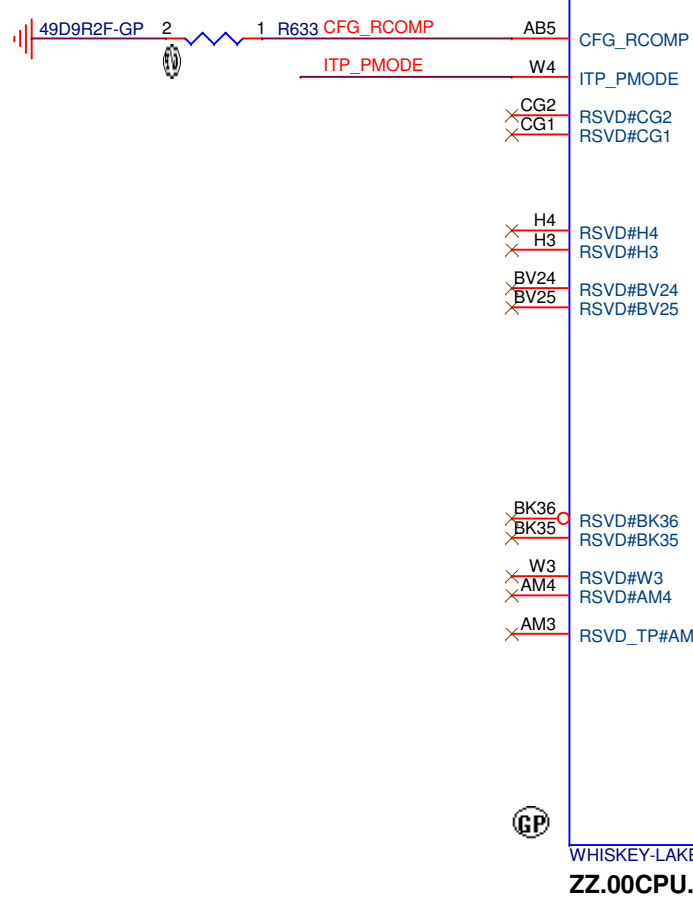 49D9R2F-GP 2 1 R633 CFG_RCOMP AB5 CFG_RCOMP
ITP_PMODE W4 ITP_PMODE
CG2 RSVD#CG2
CG1 RSVD#CG1
H4 RSVD#H4
H3 RSVD#H3
BV24 RSVD#BV24
BV25 RSVD#BV25
BK36 RSVD#BK36
BK35 RSVD#BK35
W3 RSVD#W3
AM4 RSVD#AM4
AM3 RSVD_TP#AM
GP
WHISKEY-LAKE
ZZ.00CPU.